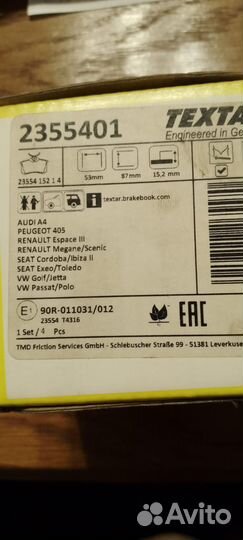 2355401
TEXTAR
Engineered in Ger
23554 152 1 4
53mm
87mm
15,2 mm
textar.brakebook.com
AUDI A4
PEUGEOT 405
RENAULT Espace III
RENAULT Megane/Scenic
SEAT Cordoba/Ibiza II
SEAT Exeo/Toledo
VW Golf/Jetta
VW Passat/Polo
E1 90R-011031/012
23554 T4316
EAC
1 Set / 4 Pcs
TMD Friction Services GmbH - Schlebuscher Straße 99 - 51381 Leverkuse
Avito